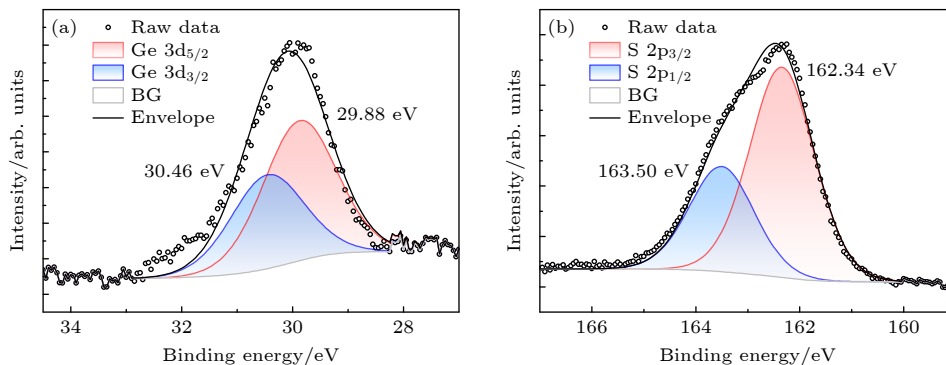 (a)
Raw data
Ge 3d5/2
Ge 3d3/2
BG
Envelope
29.88 eV
30.46 eV
Intensity/arb. units
34 32 30 28
Binding energy/eV
(b)
Raw data
S 2p3/2
S 2p1/2
BG
Envelope
162.34 eV
163.50 eV
Intensity/arb. units
166 164 162 160
Binding energy/eV